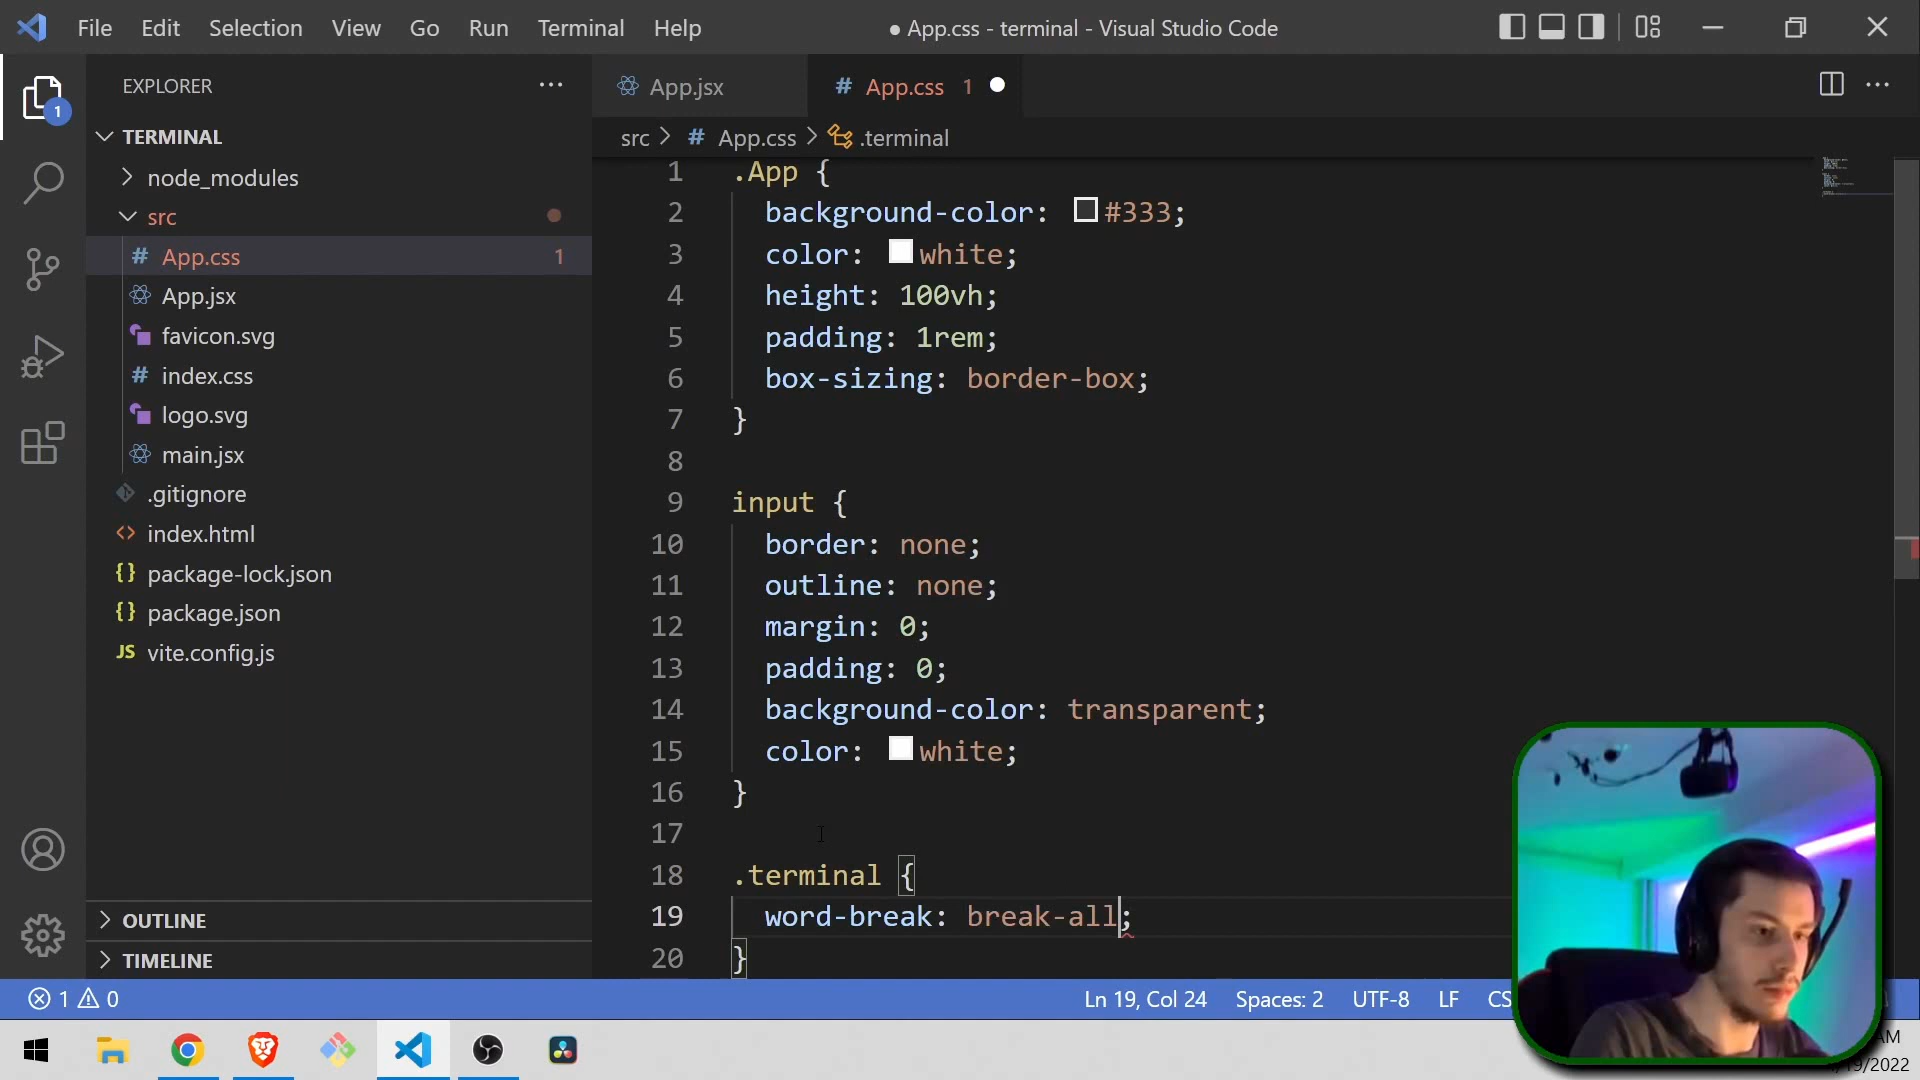 File Edit Selection View Go Run Terminal Help
● App.css - terminal - Visual Studio Code
1
EXPLORER
TERMINAL
node_modules
src
# App.css 1
App.jsx
favicon.svg
# index.css
logo.svg
main.jsx
.gitignore
<> index.html
{} package-lock.json
{} package.json
JS vite.config.js
OUTLINE
TIMELINE
App.jsx
# App.css 1
src > # App.css > .terminal
1 .App {
2 background-color: #333;
3 color: white;
4 height: 100vh;
5 padding: 1rem;
6 box-sizing: border-box;
7 }
8
9 input {
10 border: none;
11 outline: none;
12 margin: 0;
13 padding: 0;
14 background-color: transparent;
15 color: white;
16 }
17
18 .terminal {
19 word-break: break-all;
20 }
1 0
Ln 19, Col 24 Spaces: 2 UTF-8 LF CS
AM
19/2022